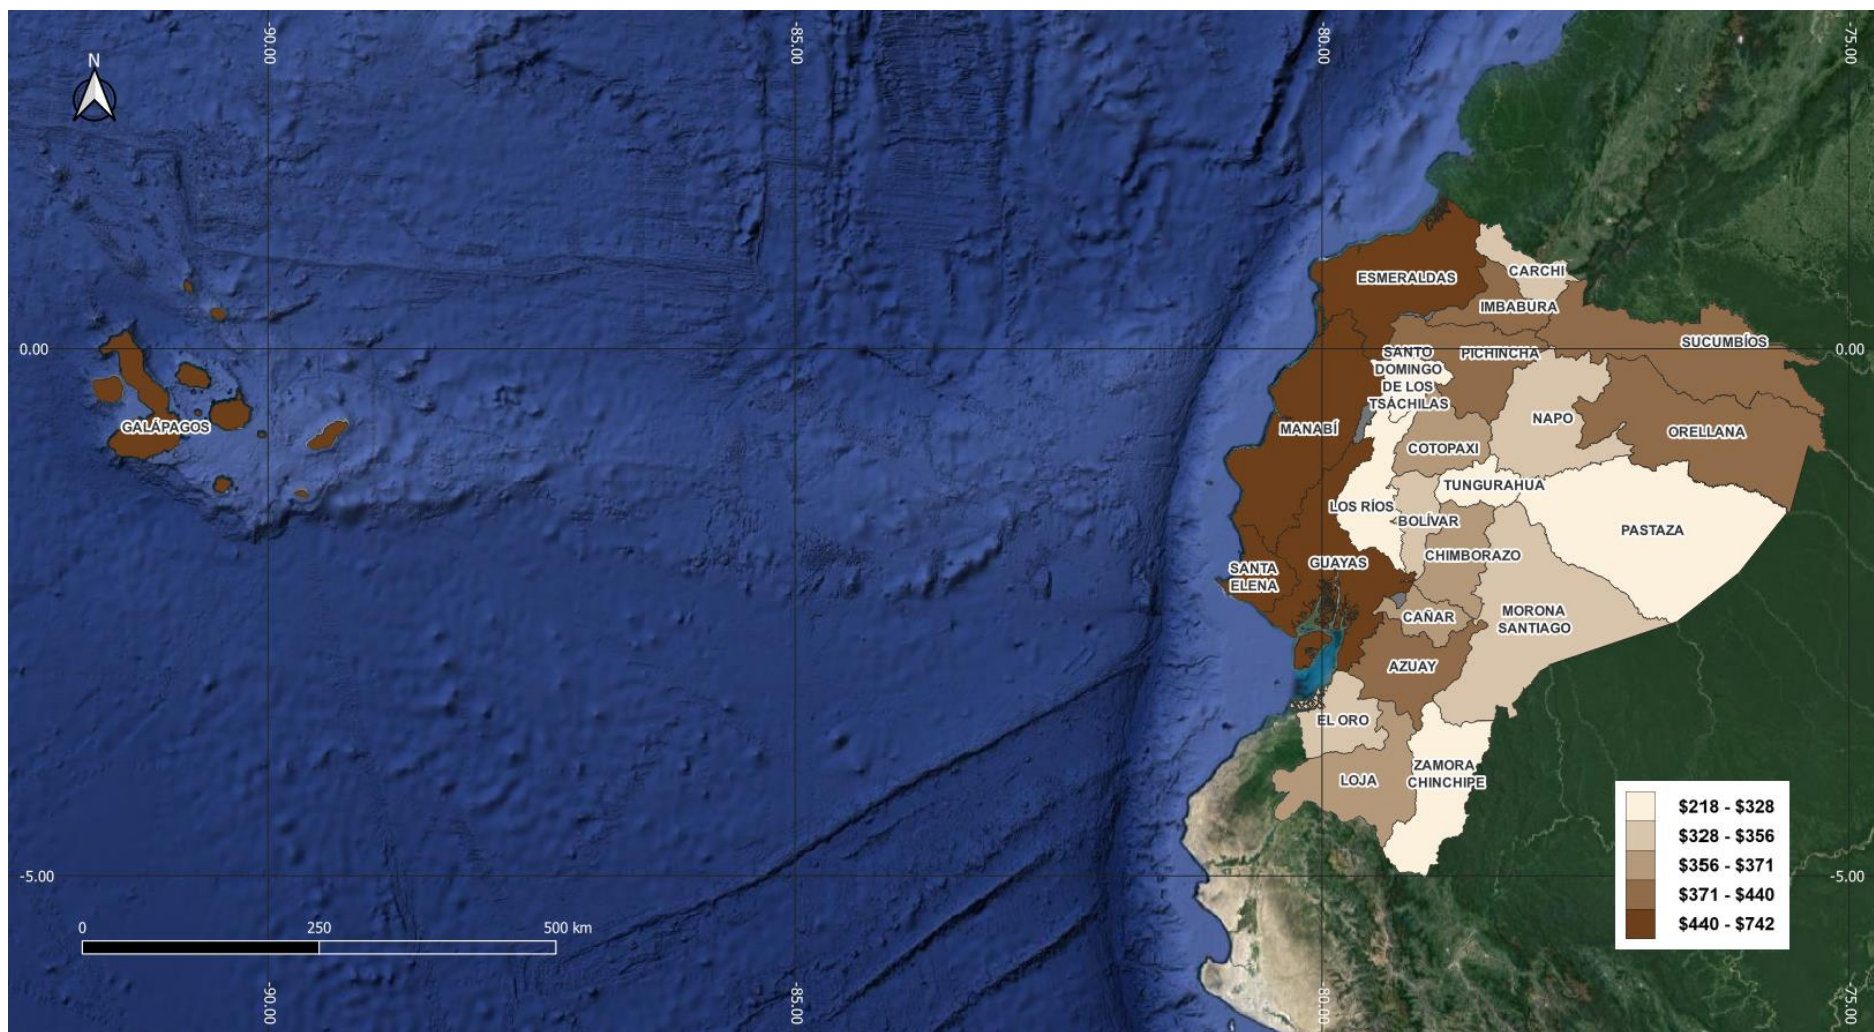 N
-90.00
-85.00
-80.00
-75.00
CARCHI
ESMERALDAS
IMBABURA
SUCUMBÍOS
0.00
0.00
SANTO
DOMINGO
DE LOS
TSÁCHILAS
PICHINCHA
NAPO
GALÁPAGOS
MANABÍ
ORELLANA
COTOPAXI
TUNGURAHUA
LOS RÍOS
BOLÍVAR
PASTAZA
CHIMBORAZO
GUAYAS
SANTA
ELENA
CAÑAR
MORONA
SANTIAGO
AZUAY
EL ORO
LOJA
ZAMORA
CHINCHIPE
$218 - $328
$328 - $356
$356 - $371
$371 - $440
$440 - $742
-5.00
-5.00
0 250 500 km
-90.00
-85.00
-80.00
-75.00